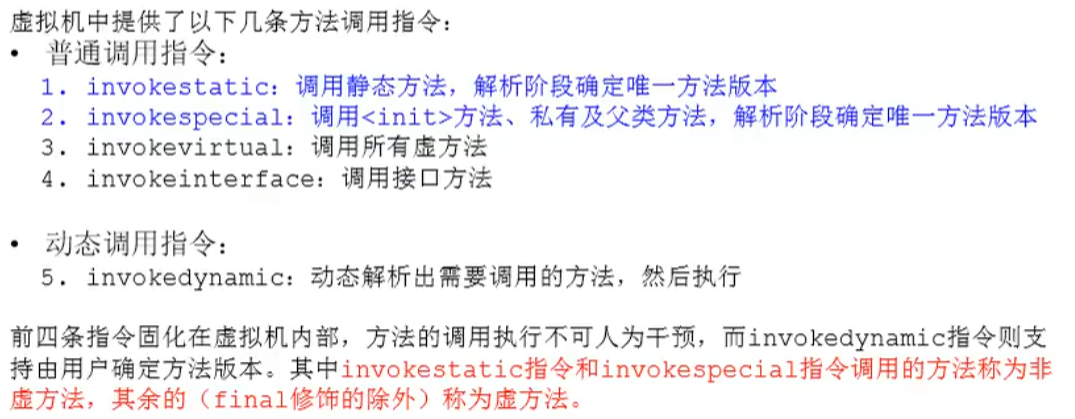 虚拟机中提供了以下几条方法调用指令：
• 普通调用指令：
1. invokestatic：调用静态方法，解析阶段确定唯一方法版本
2. invokespecial：调用<init>方法、私有及父类方法，解析阶段确定唯一方法版本
3. invokevirtual：调用所有虚方法
4. invokeinterface：调用接口方法
• 动态调用指令：
5. invokedynamic：动态解析出需要调用的方法，然后执行
前四条指令固化在虚拟机内部，方法的调用执行不可人为干预，而invokedynamic指令则支
持由用户确定方法版本。其中invokestatic指令和invokespecial指令调用的方法称为非
虚方法，其余的（final修饰的除外）称为虚方法。